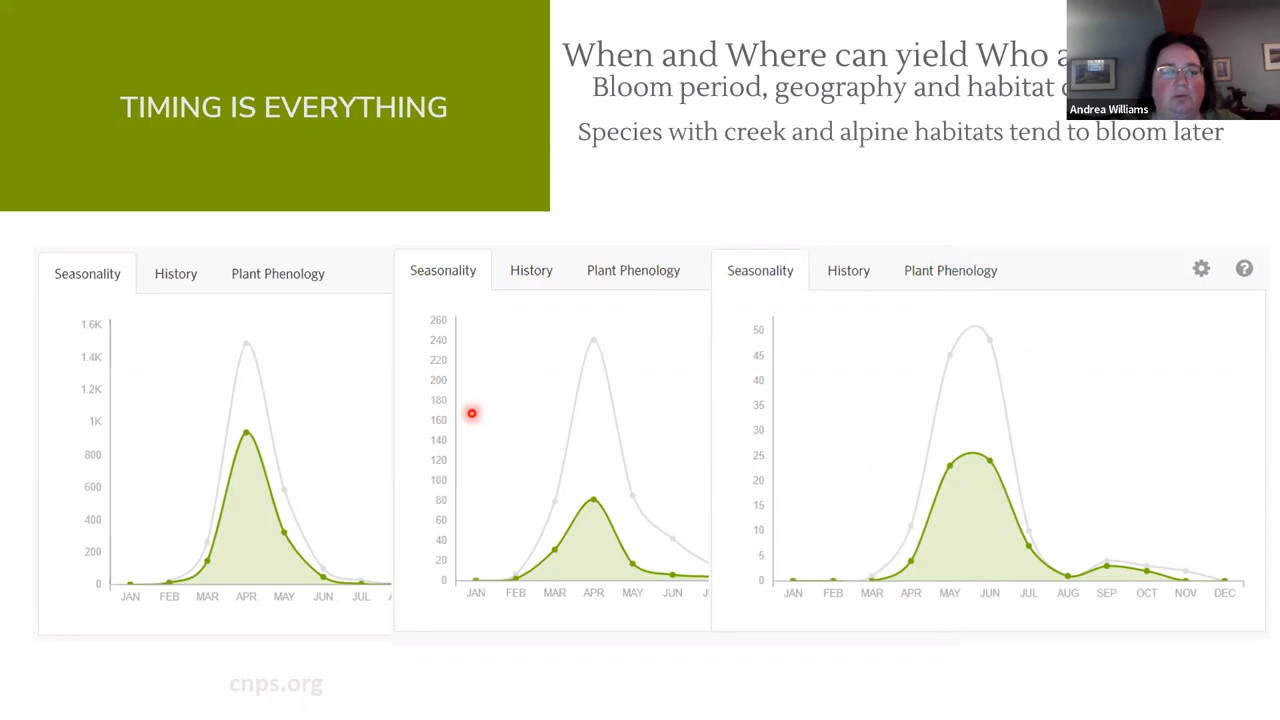 TIMING IS EVERYTHING
When and Where can yield Who
Bloom period, geography and habitat
Species with creek and alpine habitats tend to bloom later
Andrea Williams
Seasonality History Plant Phenology
1.6K
1.4K
1.2K
1K
800
600
400
200
0
JAN FEB MAR APR MAY JUN JUL
Seasonality History Plant Phenology
260
240
220
200
180
160
140
120
100
80
60
40
20
0
JAN FEB MAR APR MAY JUN
Seasonality History Plant Phenology
50
45
40
35
30
25
20
15
10
5
0
JAN FEB MAR APR MAY JUN JUL AUG SEP OCT NOV DEC
cnps.org